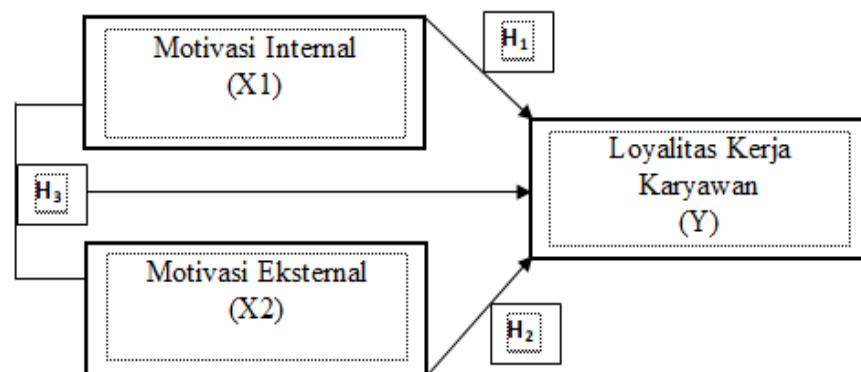 Motivasi Internal
(X1)
H₁
Loyalitas Kerja
Karyawan
(Y)
H₃
Motivasi Eksternal
(X2)
H₂